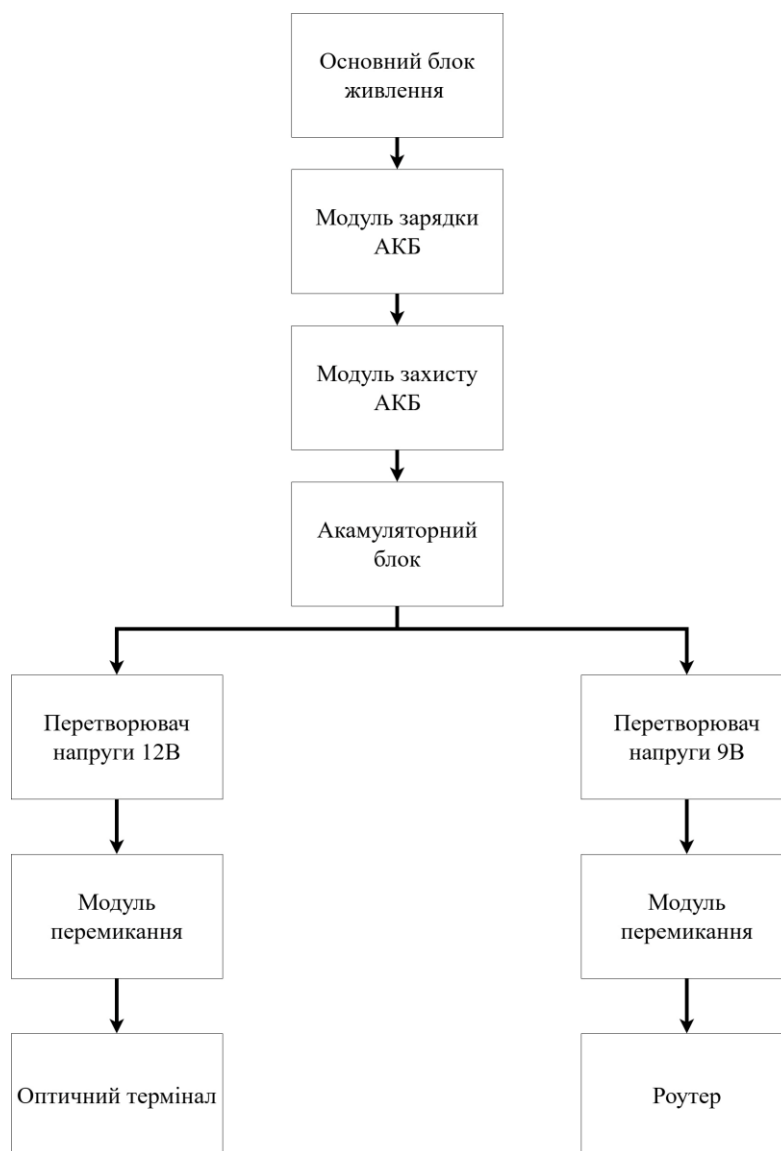 Основний блок
живлення
Модуль зарядки
АКБ
Модуль захисту
АКБ
Акамуляторний
блок
Перетворювач
напруги 12В
Перетворювач
напруги 9В
Модуль
перемикання
Модуль
перемикання
Оптичний термінал
Роутер